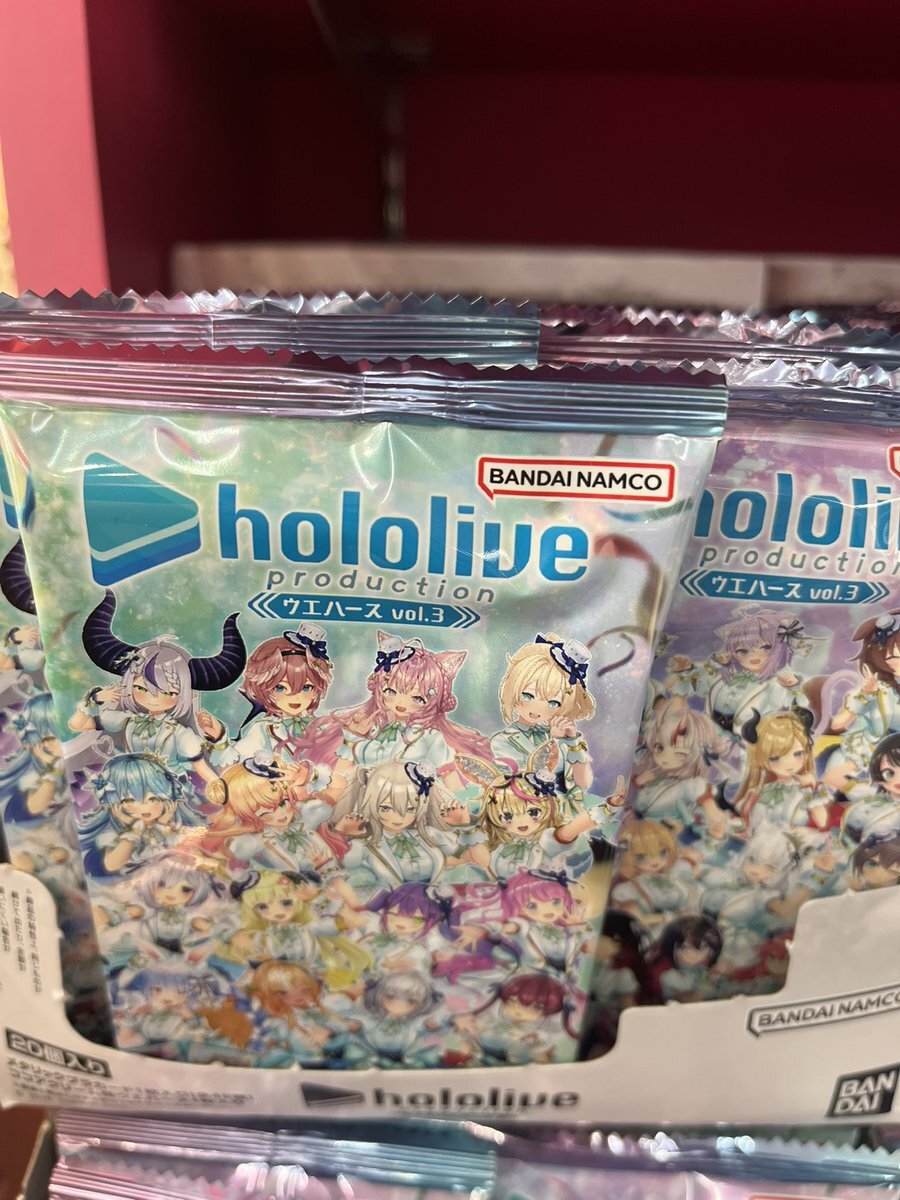 BANDAI NAMCO
hololive
production
ウエハース vol.3
hololi
production
ウエハース vol.3
20個入り
BANDAI NAMCO
hololive
BAN
DAI